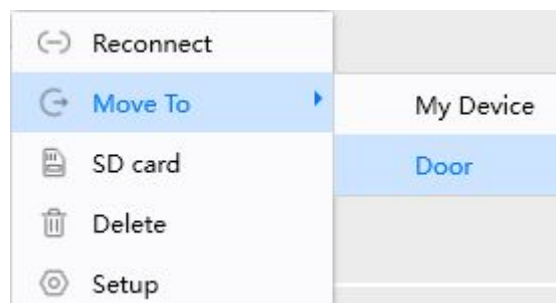 Reconnect
Move To
My Device
SD card
Door
Delete
Setup